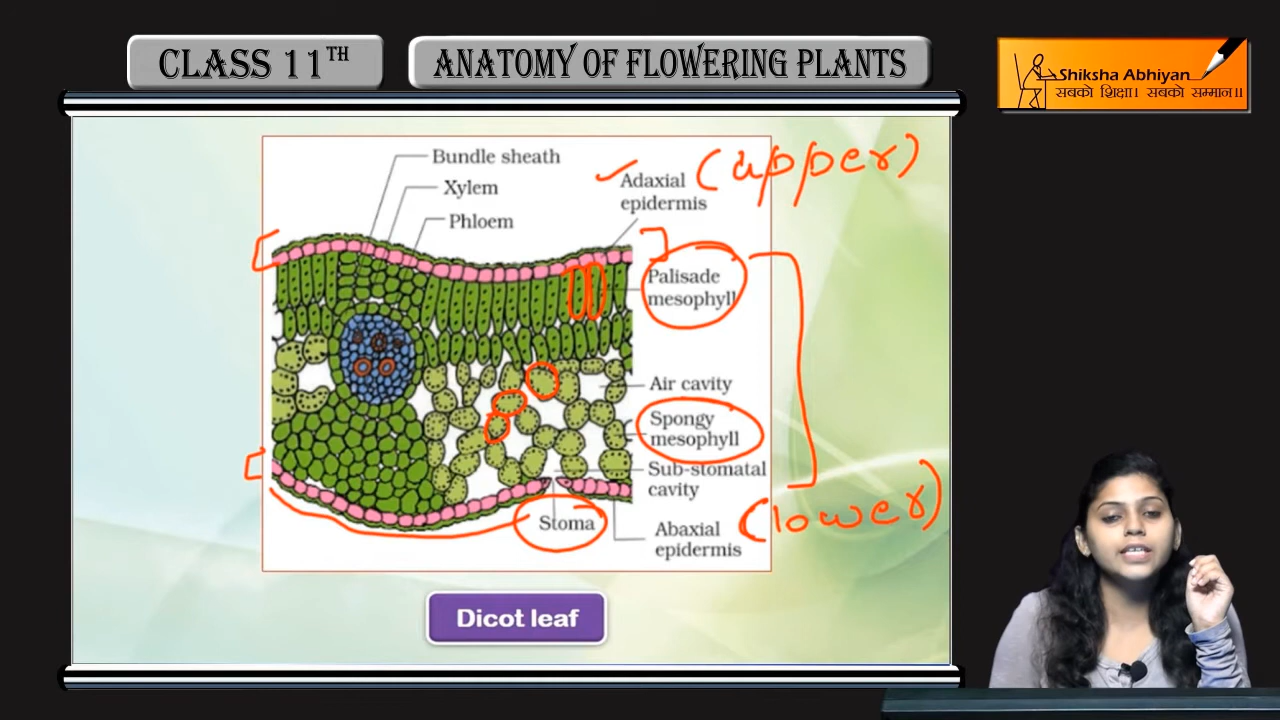 CLASS 11TH
ANATOMY OF FLOWERING PLANTS
Shiksha Abhiyan
सबको शिक्षा। सबको सम्मान।।
Bundle sheath
Xylem
Phloem
Adaxial
epidermis
(upper)
Palisade
mesophyll
Air cavity
Spongy
mesophyll
Sub-stomatal
cavity
Stoma
Abaxial
epidermis
(lower)
Dicot leaf